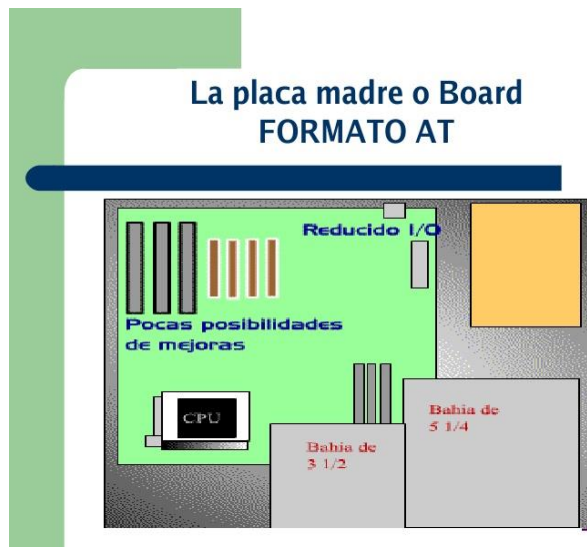 La placa madre o Board
FORMATO AT
Reducido I/O
Pocas posibilidades
de mejoras
CPU
Bahia de
5 1/4
Bahia de
3 1/2